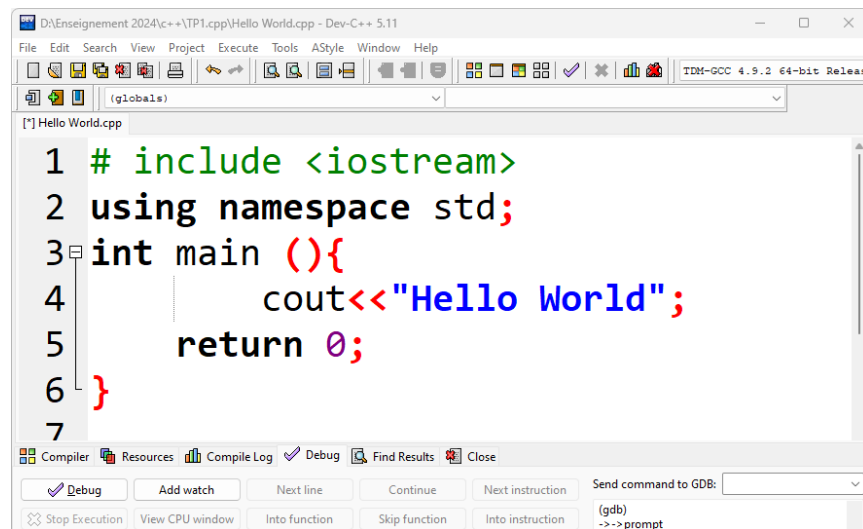 D:\Enseignement 2024\c++\TP1.cpp\Hello World.cpp - Dev-C++ 5.11
File Edit Search View Project Execute Tools AStyle Window Help
TDM-GCC 4.9.2 64-bit
(globals)
[*] Hello World.cpp
1 # include <iostream>
2 using namespace std;
3 int main (){
4 cout<<"Hello World";
5 return 0;
6 }
7
Compiler Resources Compile Log Debug Find Results Close
Debug Add watch Next line Continue Next instruction Send command to GDB:
Stop Execution View CPU window Into function Skip function Into instruction
(gdb)
->->prompt